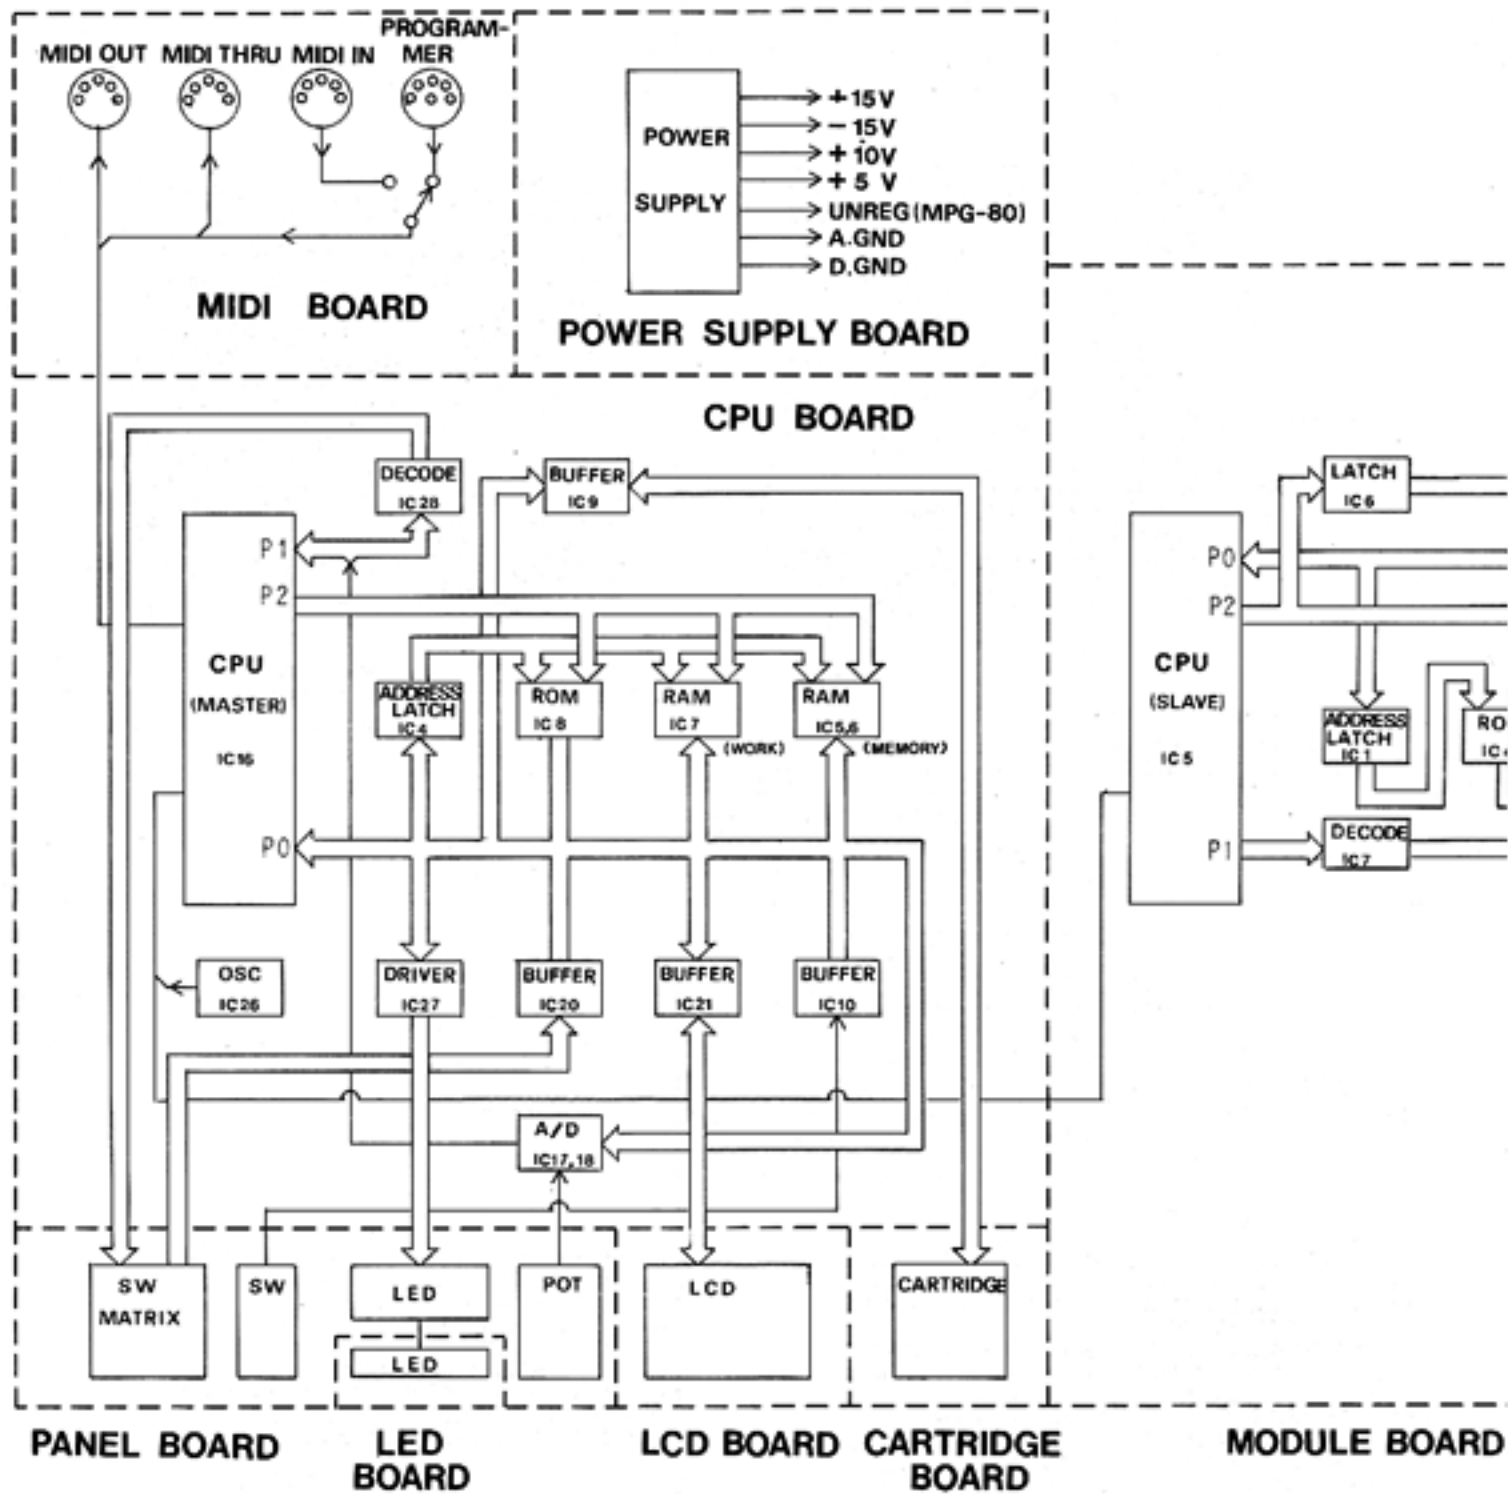 PROGRAM-
MIDI OUT MIDI THRU MIDI IN MER
+15V
-15V
+10V
+5 V
UNREG(MPG-80)
A.GND
D.GND
POWER
SUPPLY
MIDI BOARD
POWER SUPPLY BOARD
CPU BOARD
DECODE
IC28
BUFFER
IC9
P1
P2
CPU
(MASTER)
IC16
P0
ADDRESS
LATCH
IC4
ROM
IC8
RAM
IC7
(WORK)
RAM
IC5,6
(MEMORY)
OSC
IC26
DRIVER
IC27
BUFFER
IC20
BUFFER
IC21
BUFFER
IC10
A/D
IC17,18
LATCH
IC6
P0
P2
CPU
(SLAVE)
IC5
P1
ADDRESS
LATCH
IC1
RO
IC
DECODE
IC7
SW
MATRIX
SW
LED
LED
POT
LCD
CARTRIDGE
PANEL BOARD
LED
BOARD
LCD BOARD
CARTRIDGE
BOARD
MODULE BOARD